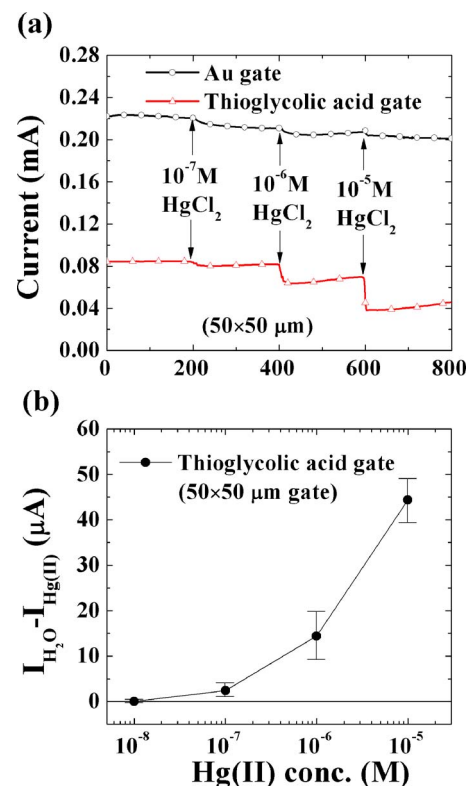 (a)
0.28
0.24
0.20
0.16
0.12
0.08
0.04
0.00
Current (mA)
Au gate
Thioglycolic acid gate
10⁻⁷M
HgCl₂
10⁻⁶M
HgCl₂
10⁻⁵M
HgCl₂
(50×50 μm)
0 200 400 600 800
(b)
60
50
40
30
20
10
0
I_H₂O-I_Hg(II) (μA)
Thioglycolic acid gate
(50×50 μm gate)
10⁻⁸ 10⁻⁷ 10⁻⁶ 10⁻⁵
Hg(II) conc. (M)